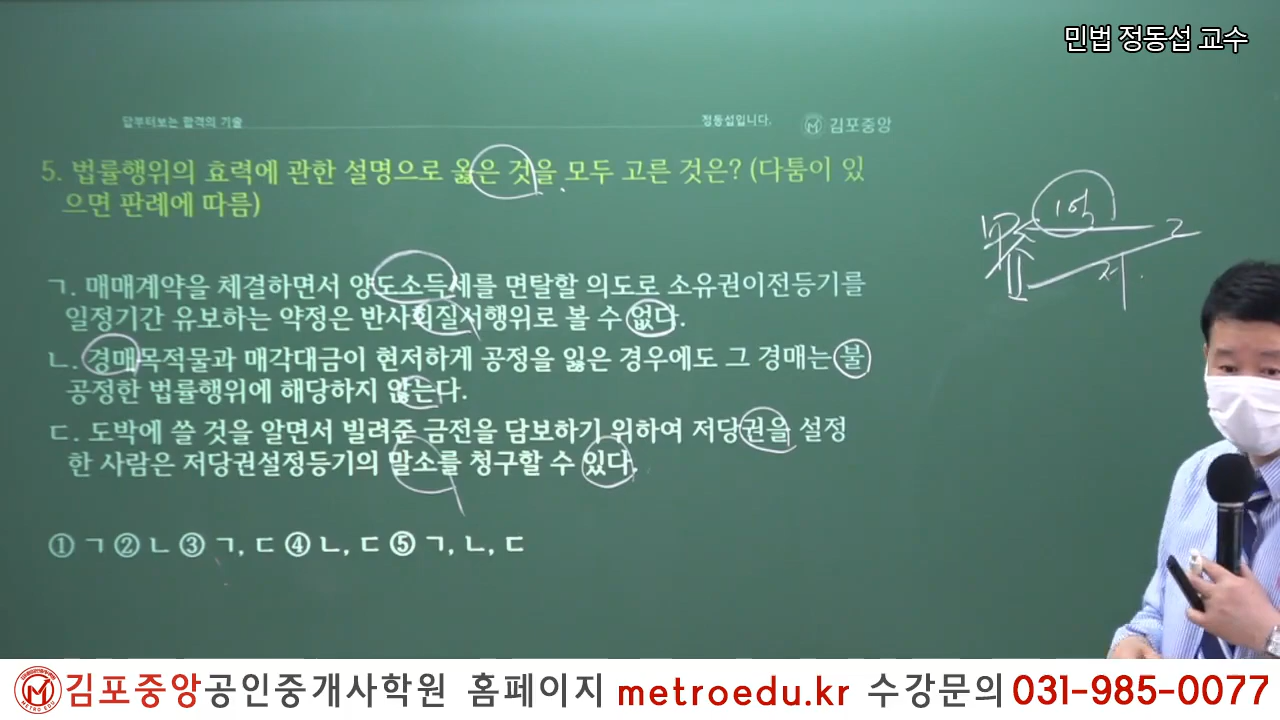 민법 정동섭 교수
답부터보는 합격의 기술
정동섭입니다.
김포중앙
5. 법률행위의 효력에 관한 설명으로 옳은 것을 모두 고른 것은? (다툼이 있
으면 판례에 따름)
ㄱ. 매매계약을 체결하면서 양도소득세를 면탈할 의도로 소유권이전등기를
일정기간 유보하는 약정은 반사회질서행위로 볼 수 없다.
ㄴ. 경매목적물과 매각대금이 현저하게 공정을 잃은 경우에도 그 경매는 불
공정한 법률행위에 해당하지 않는다.
ㄷ. 도박에 쓸 것을 알면서 빌려준 금전을 담보하기 위하여 저당권을 설정
한 사람은 저당권설정등기의 말소를 청구할 수 있다.
① ㄱ ② ㄴ ③ ㄱ, ㄷ ④ ㄴ, ㄷ ⑤ ㄱ, ㄴ, ㄷ
1억
저
METRO EDU
김포중앙공인중개사학원 홈페이지 metroedu.kr 수강문의 031-985-0077